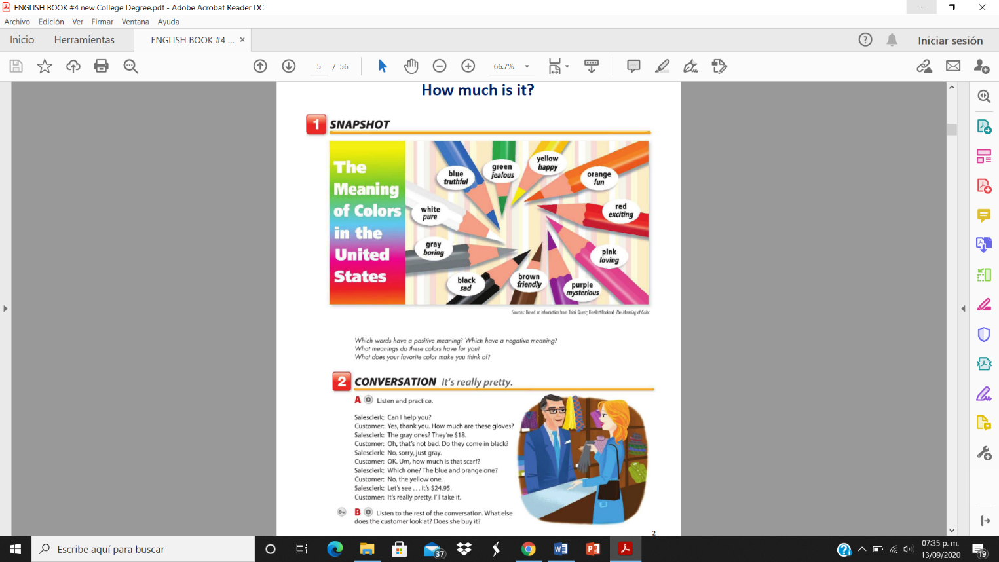 ENGLISH BOOK #4 new College Degree.pdf - Adobe Acrobat Reader DC
Archivo Edición Ver Firmar Ventana Ayuda
Inicio Herramientas ENGLISH BOOK #4 ... × Iniciar sesión
5 / 56 66.7%
How much is it?
1 SNAPSHOT
The
Meaning
of Colors
in the
United
States
blue
truthful
green
jealous
yellow
happy
orange
fun
white
pure
red
exciting
gray
boring
pink
loving
black
sad
brown
friendly
purple
mysterious
Sources: Based on information from Think Quest; Hewlett-Packard, The Meaning of Color
Which words have a positive meaning? Which have a negative meaning?
What meanings do these colors have for you?
What does your favorite color make you think of?
2 CONVERSATION It's really pretty.
A Listen and practice.
Salesclerk: Can I help you?
Customer: Yes, thank you. How much are these gloves?
Salesclerk: The gray ones? They're $18.
Customer: Oh, that's not bad. Do they come in black?
Salesclerk: No, sorry, just gray.
Customer: OK. Um, how much is that scarf?
Salesclerk: Which one? The blue and orange one?
Customer: No, the yellow one.
Salesclerk: Let's see . . . It's $24.95.
Customer: It's really pretty. I'll take it.
B Listen to the rest of the conversation. What else
does the customer look at? Does she buy it?
2
Escribe aquí para buscar
37
07:35 p. m.
13/09/2020
19